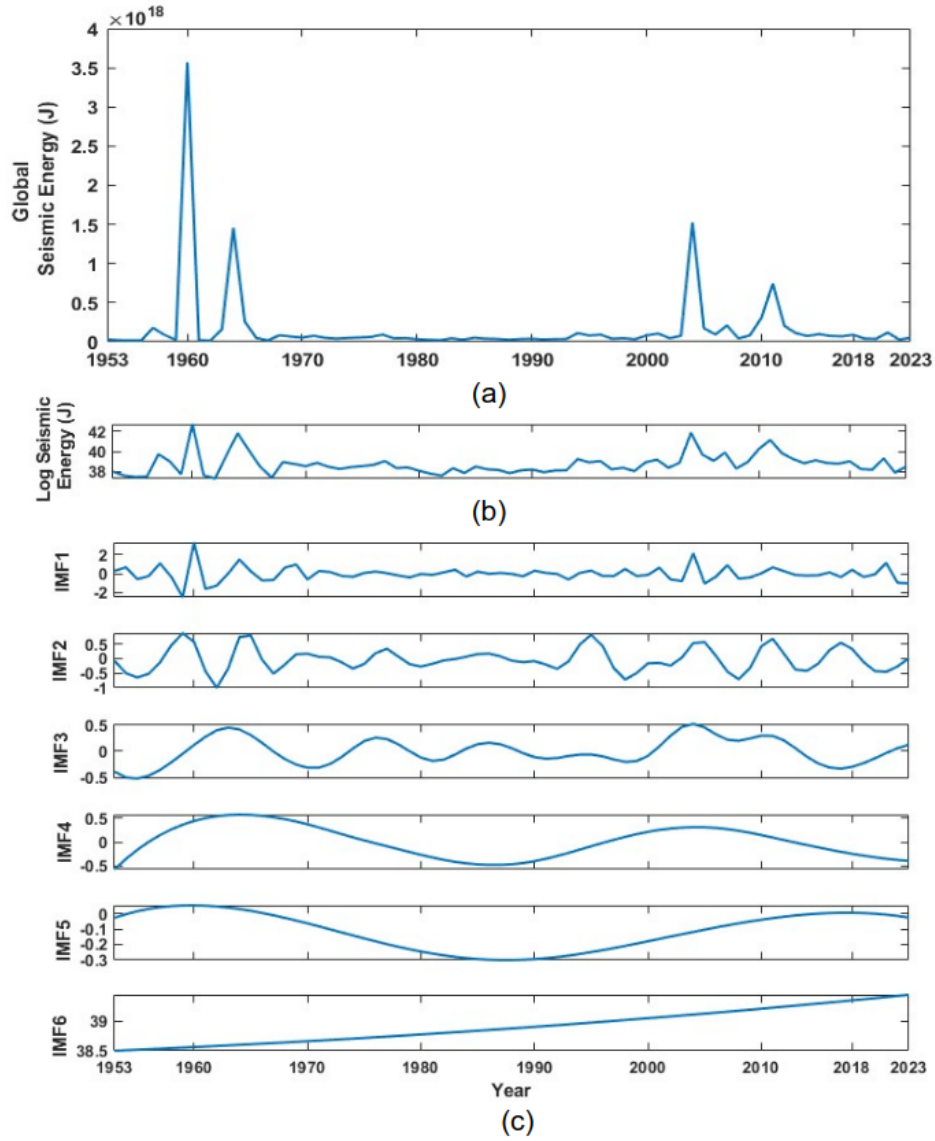 ×10^18
4
3.5
3
2.5
2
1.5
1
0.5
0
Global
Seismic Energy (J)
1953 1960 1970 1980 1990 2000 2010 2018 2023
(a)
Log Seismic
Energy (J)
42
40
38
(b)
IMF1
2
0
-2
IMF2
0.5
0
-0.5
-1
IMF3
0.5
0
-0.5
IMF4
0.5
0
-0.5
IMF5
0
-0.1
-0.2
-0.3
IMF6
39
38.5
1953 1960 1970 1980 1990 2000 2010 2018 2023
Year
(c)